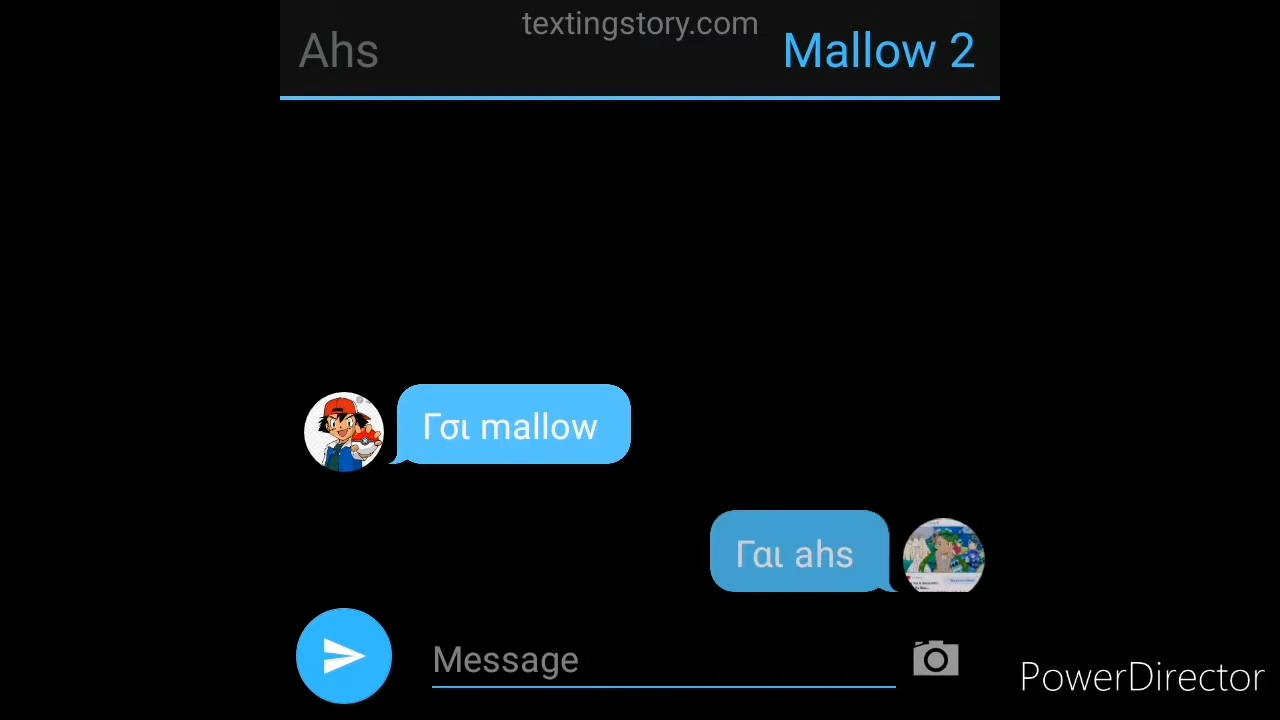 textingstory.com
Ahs
Mallow 2
Γσι mallow
Γαι ahs
Message
PowerDirector